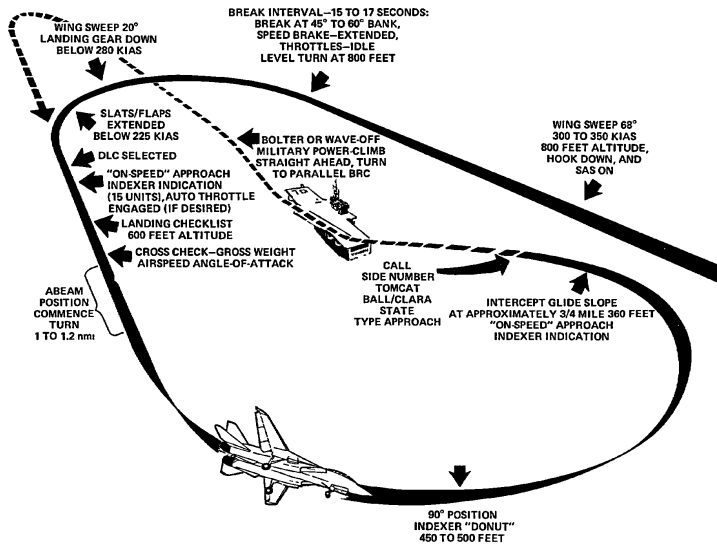 BREAK INTERVAL—15 TO 17 SECONDS:
BREAK AT 45° TO 60° BANK,
SPEED BRAKE—EXTENDED,
THROTTLES—IDLE
LEVEL TURN AT 800 FEET
WING SWEEP 20°
LANDING GEAR DOWN
BELOW 280 KIAS
WING SWEEP 68°
300 TO 350 KIAS
800 FEET ALTITUDE,
HOOK DOWN, AND
SAS ON
SLATS/FLAPS
EXTENDED
BELOW 225 KIAS
BOLTER OR WAVE-OFF
MILITARY POWER-CLIMB
STRAIGHT AHEAD, TURN
TO PARALLEL BRC
DLC SELECTED
"ON-SPEED" APPROACH
INDEXER INDICATION
(15 UNITS), AUTO THROTTLE
ENGAGED (IF DESIRED)
LANDING CHECKLIST
600 FEET ALTITUDE
CROSS CHECK—GROSS WEIGHT
AIRSPEED ANGLE-OF-ATTACK
ABEAM
POSITION
COMMENCE
TURN
1 TO 1.2 nmi
CALL
SIDE NUMBER
TOMCAT
BALL/CLARA
STATE
TYPE APPROACH
INTERCEPT GLIDE SLOPE
AT APPROXIMATELY 3/4 MILE 360 FEET
"ON-SPEED" APPROACH
INDEXER INDICATION
90° POSITION
INDEXER "DONUT"
450 TO 500 FEET